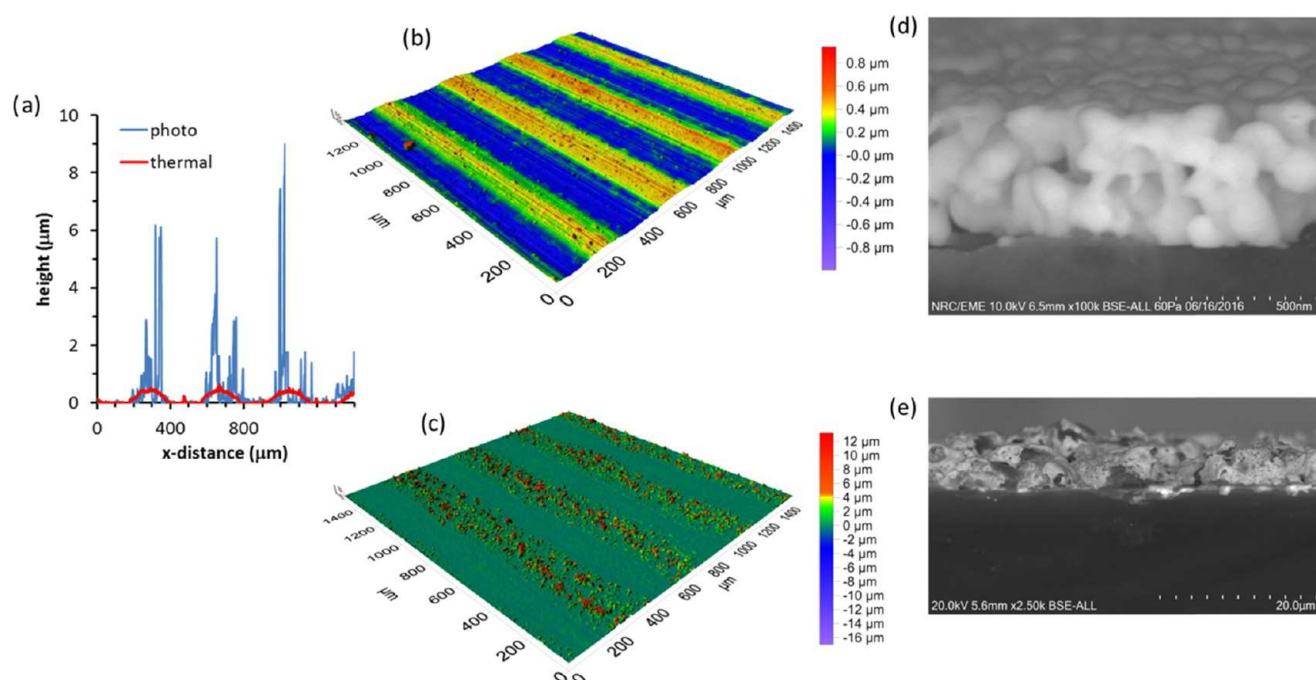 (a)
10
8
6
4
2
0
height (µm)
photo
thermal
0 400 800
x-distance (µm)
(b)
1200
1000
800
600
400
200
0
µm
0
200
400
600
800
1000
1200
1400
µm
0.8 µm
0.6 µm
0.4 µm
0.2 µm
-0.0 µm
-0.2 µm
-0.4 µm
-0.6 µm
-0.8 µm
(c)
1400
1200
1000
800
600
400
200
0
µm
0
200
400
600
800
1000
1200
1400
µm
12 µm
10 µm
8 µm
6 µm
4 µm
2 µm
0 µm
-2 µm
-4 µm
-6 µm
-8 µm
-10 µm
-12 µm
-14 µm
-16 µm
(d)
NRC/EME 10.0kV 6.5mm x100k BSE-ALL 60Pa 06/16/2016 500nm
(e)
20.0kV 5.6mm x2.50k BSE-ALL 20.0µm